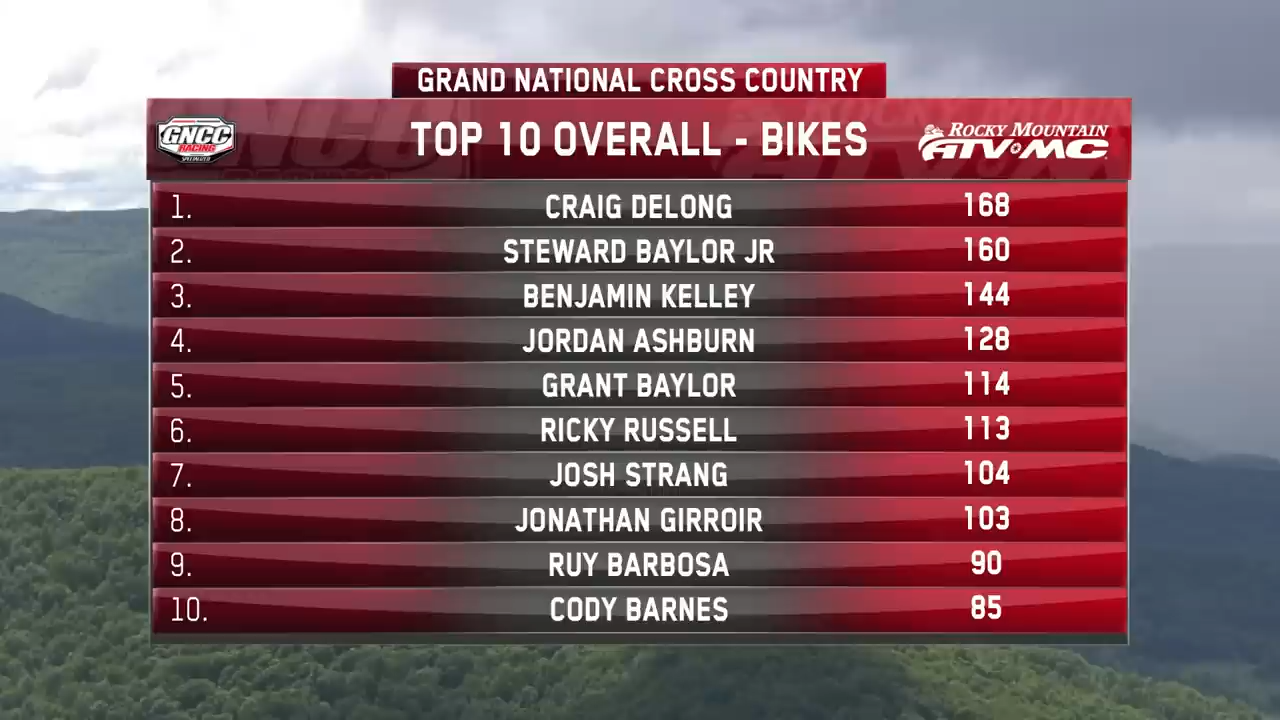 GRAND NATIONAL CROSS COUNTRY
GNCC RACING SPECIALIZED
TOP 10 OVERALL - BIKES
ROCKY MOUNTAIN
ATV MC
1. CRAIG DELONG 168
2. STEWARD BAYLOR JR 160
3. BENJAMIN KELLEY 144
4. JORDAN ASHBURN 128
5. GRANT BAYLOR 114
6. RICKY RUSSELL 113
7. JOSH STRANG 104
8. JONATHAN GIRROIR 103
9. RUY BARBOSA 90
10. CODY BARNES 85